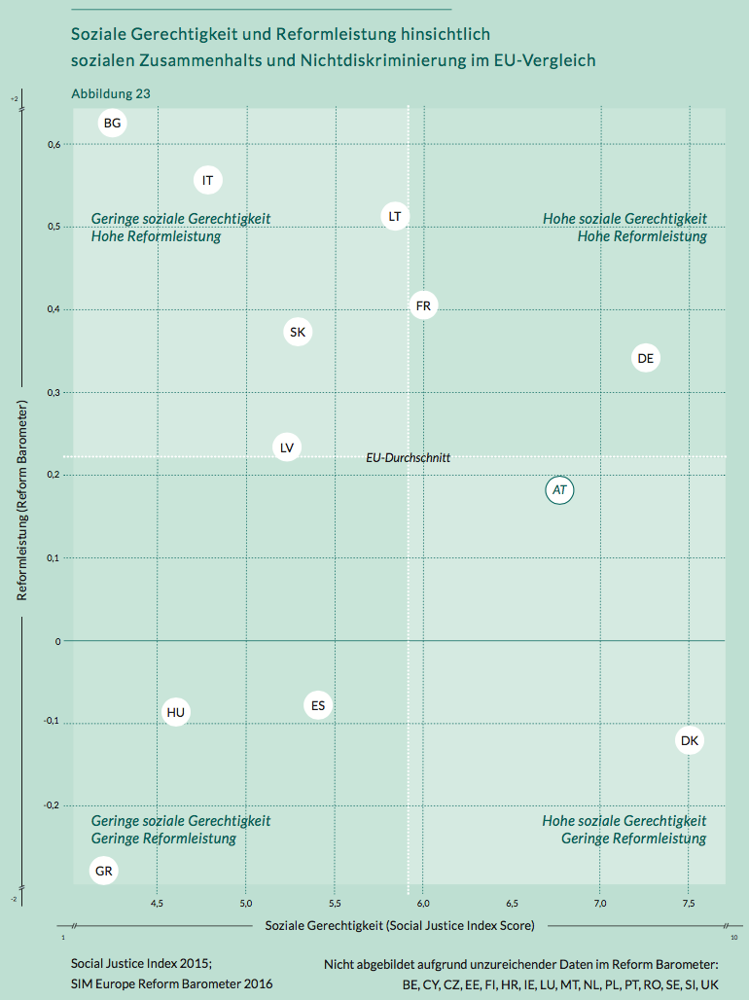 Soziale Gerechtigkeit und Reformleistung hinsichtlich
sozialen Zusammenhalts und Nichtdiskriminierung im EU-Vergleich
Abbildung 23
+2
BG
0,6
IT
LT
Geringe soziale Gerechtigkeit
Hohe Reformleistung
Hohe soziale Gerechtigkeit
Hohe Reformleistung
0,5
FR
0,4
SK
DE
0,3
Reformleistung (Reform Barometer)
LV
EU-Durchschnitt
0,2
AT
0,1
0
HU
ES
-0,1
DK
-0,2
Geringe soziale Gerechtigkeit
Geringe Reformleistung
Hohe soziale Gerechtigkeit
Geringe Reformleistung
GR
-2
4,5 5,0 5,5 6,0 6,5 7,0 7,5
Soziale Gerechtigkeit (Social Justice Index Score)
1 10
Social Justice Index 2015;
SIM Europe Reform Barometer 2016
Nicht abgebildet aufgrund unzureichender Daten im Reform Barometer:
BE, CY, CZ, EE, FI, HR, IE, LU, MT, NL, PL, PT, RO, SE, SI, UK